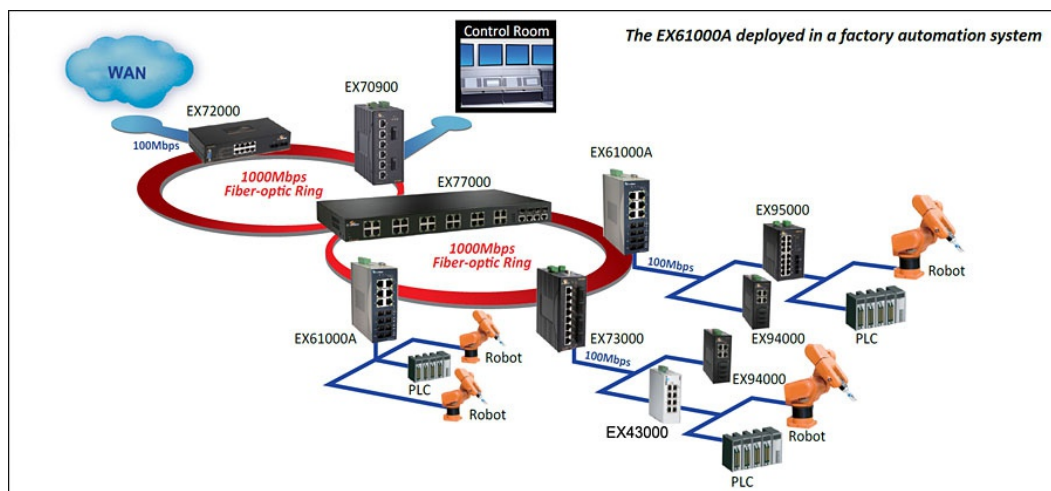 The EX61000A deployed in a factory automation system
Control Room
WAN
EX72000
EX70900
100Mbps
1000Mbps
Fiber-optic Ring
EX77000
EX61000A
EX95000
1000Mbps
Fiber-optic Ring
100Mbps
Robot
EX94000
PLC
EX61000A
EX73000
100Mbps
Robot
PLC
Robot
EX94000
EX43000
Robot
PLC